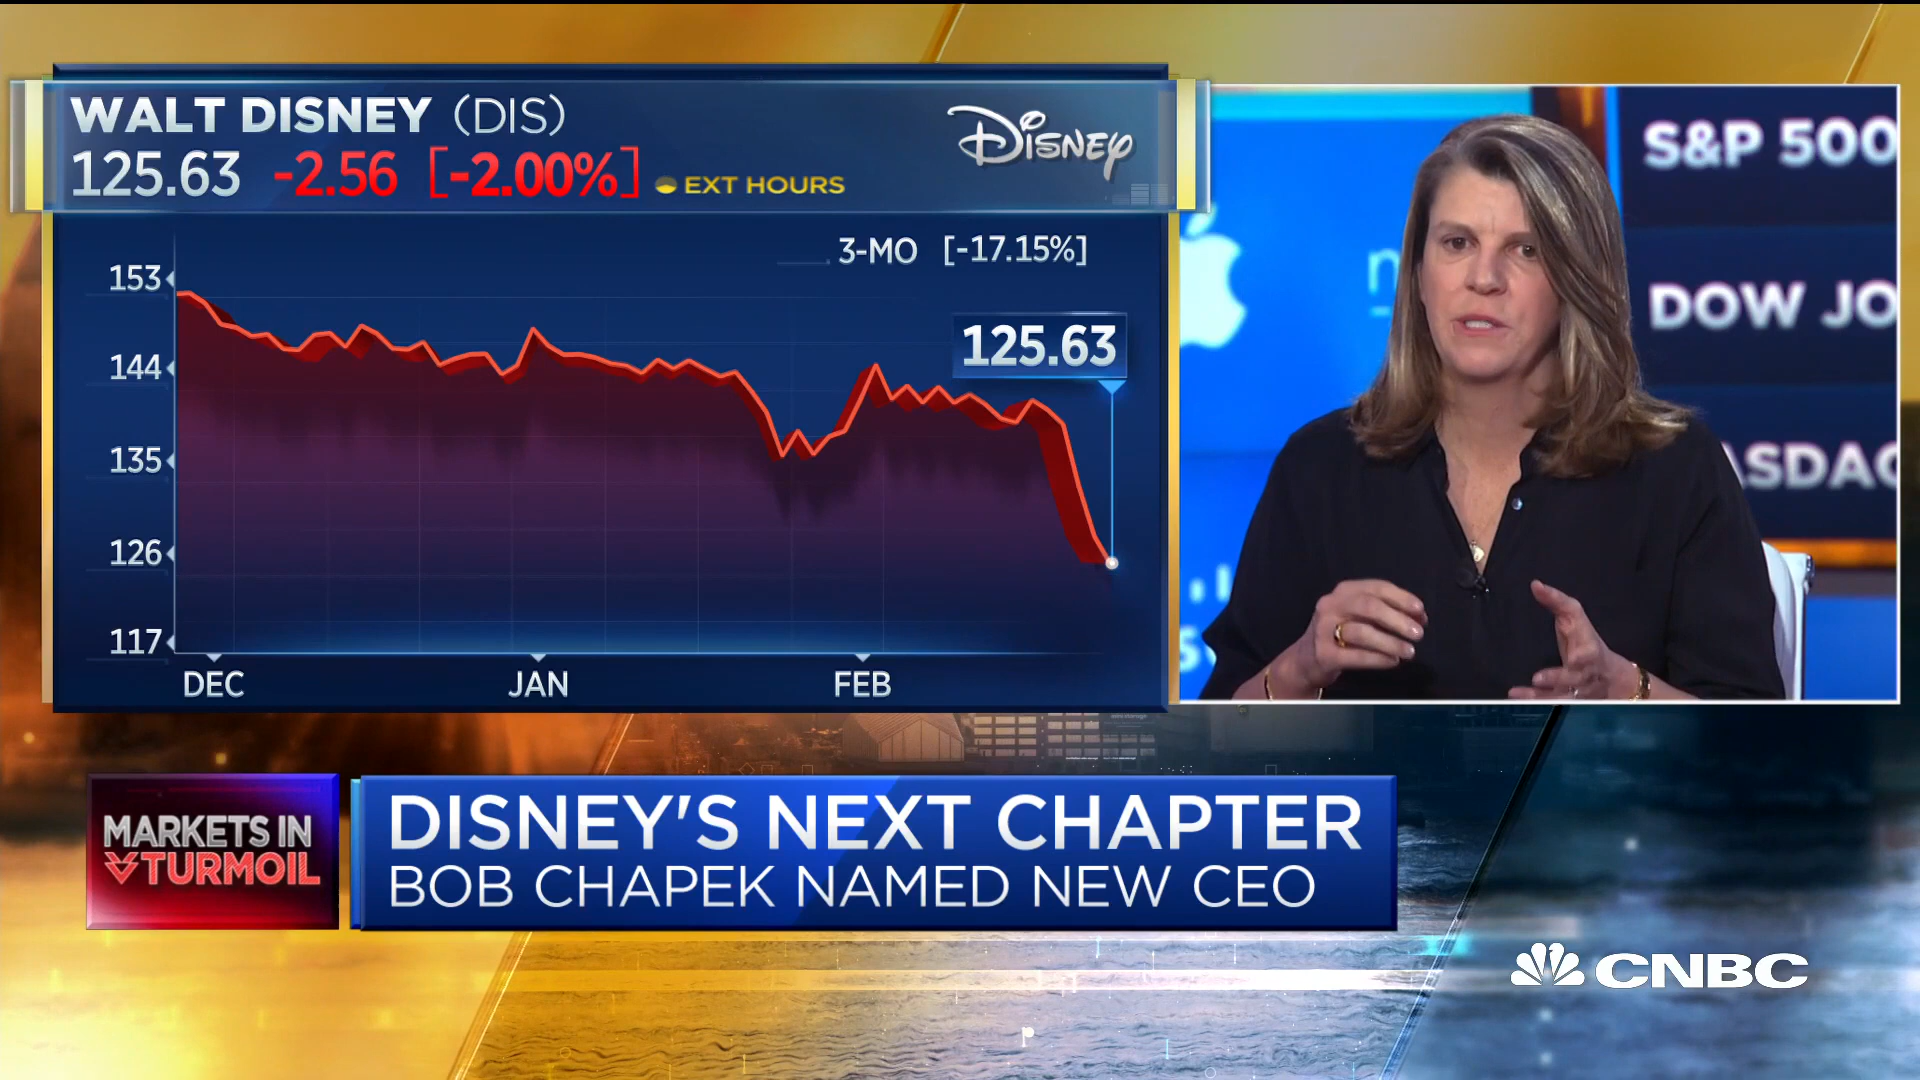 WALT DISNEY (DIS)
125.63 -2.56 [-2.00%] EXT HOURS
DISNEY
3-MO [-17.15%]
125.63
153
144
135
126
117
DEC JAN FEB
S&P 500
DOW JO
ASDAQ
MARKETS IN
TURMOIL
DISNEY'S NEXT CHAPTER
BOB CHAPEK NAMED NEW CEO
CNBC